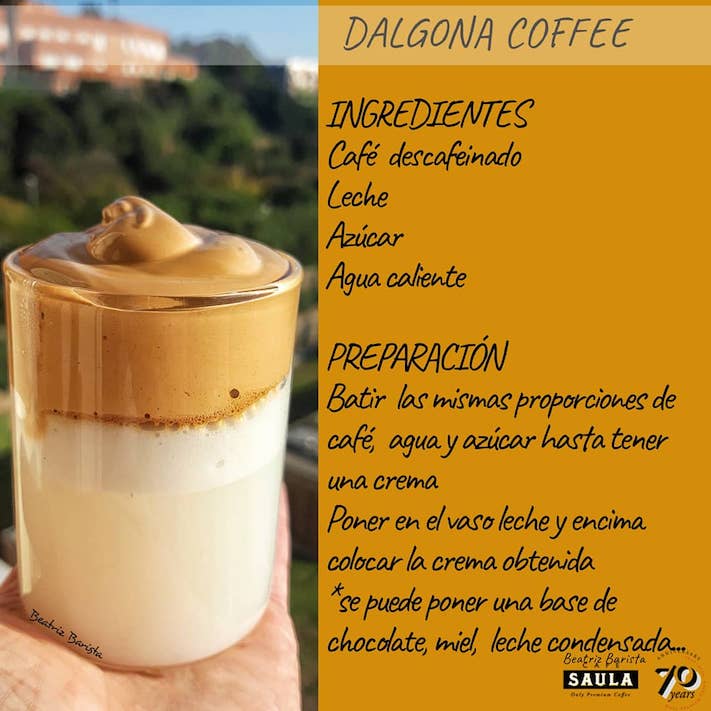 DALGONA COFFEE
INGREDIENTES
Café descafeinado
Leche
Azúcar
Agua caliente
PREPARACIÓN
Batir las mismas proporciones de
café, agua y azúcar hasta tener
una crema
Poner en el vaso leche y encima
colocar la crema obtenida
*se puede poner una base de
chocolate, miel, leche condensada...
Beatriz Barista
Beatriz Barista
CAFÉ
SAULA
Only Premium Coffee
ANNIVERSARY
70
years